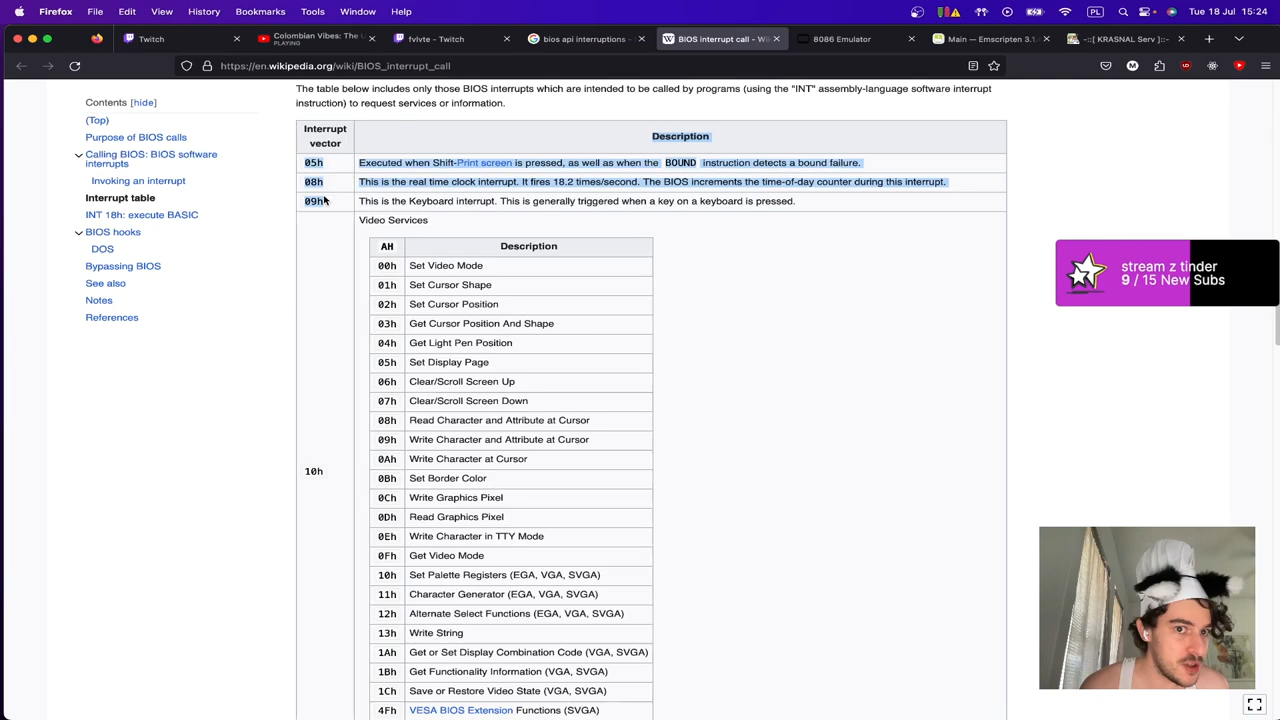 Firefox File Edit View History Bookmarks Tools Window Help
PL
Tue 18 Jul 15:24
Twitch
Colombian Vibes: The U
PLAYING
fvlvte - Twitch
bios api interruptions -
BIOS interrupt call - Wi
8086 Emulator
Main — Emscripten 3.1.
-::[ KRASNAL Serv ]::-
https://en.wikipedia.org/wiki/BIOS_interrupt_call
Contents [hide]
(Top)
Purpose of BIOS calls
Calling BIOS: BIOS software
interrupts
Invoking an interrupt
Interrupt table
INT 18h: execute BASIC
BIOS hooks
DOS
Bypassing BIOS
See also
Notes
References
The table below includes only those BIOS interrupts which are intended to be called by programs (using the "INT" assembly-language software interrupt
instruction) to request services or information.
Interrupt
vector
Description
05h Executed when Shift-Print screen is pressed, as well as when the BOUND instruction detects a bound failure.
08h This is the real time clock interrupt. It fires 18.2 times/second. The BIOS increments the time-of-day counter during this interrupt.
09h This is the Keyboard interrupt. This is generally triggered when a key on a keyboard is pressed.
10h
Video Services
AH Description
00h Set Video Mode
01h Set Cursor Shape
02h Set Cursor Position
03h Get Cursor Position And Shape
04h Get Light Pen Position
05h Set Display Page
06h Clear/Scroll Screen Up
07h Clear/Scroll Screen Down
08h Read Character and Attribute at Cursor
09h Write Character and Attribute at Cursor
0Ah Write Character at Cursor
0Bh Set Border Color
0Ch Write Graphics Pixel
0Dh Read Graphics Pixel
0Eh Write Character in TTY Mode
0Fh Get Video Mode
10h Set Palette Registers (EGA, VGA, SVGA)
11h Character Generator (EGA, VGA, SVGA)
12h Alternate Select Functions (EGA, VGA, SVGA)
13h Write String
1Ah Get or Set Display Combination Code (VGA, SVGA)
1Bh Get Functionality Information (VGA, SVGA)
1Ch Save or Restore Video State (VGA, SVGA)
4Fh VESA BIOS Extension Functions (SVGA)
stream z tinder
9 / 15 New Subs